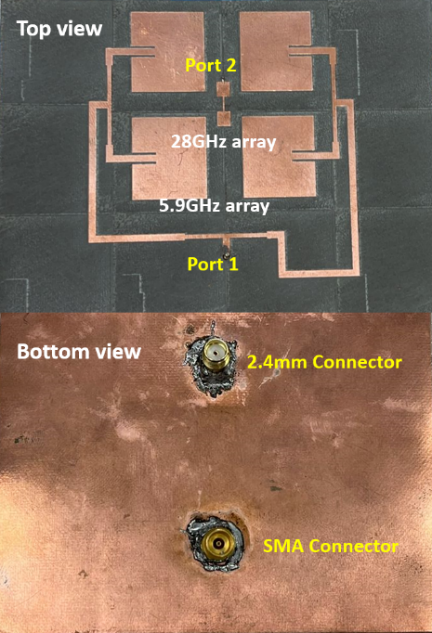 Top view
Port 2
28GHz array
5.9GHz array
Port 1
Bottom view
2.4mm Connector
SMA Connector